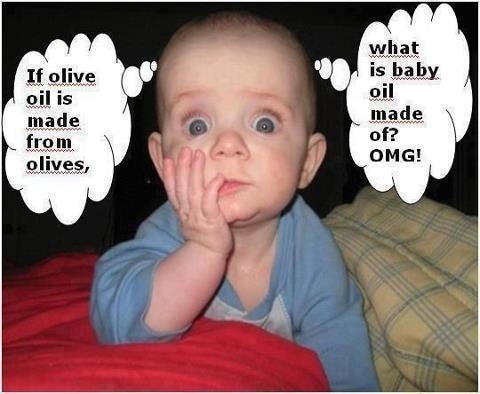 If olive
oil is
made
from
olives,
what
is baby
oil
made
of?
OMG!